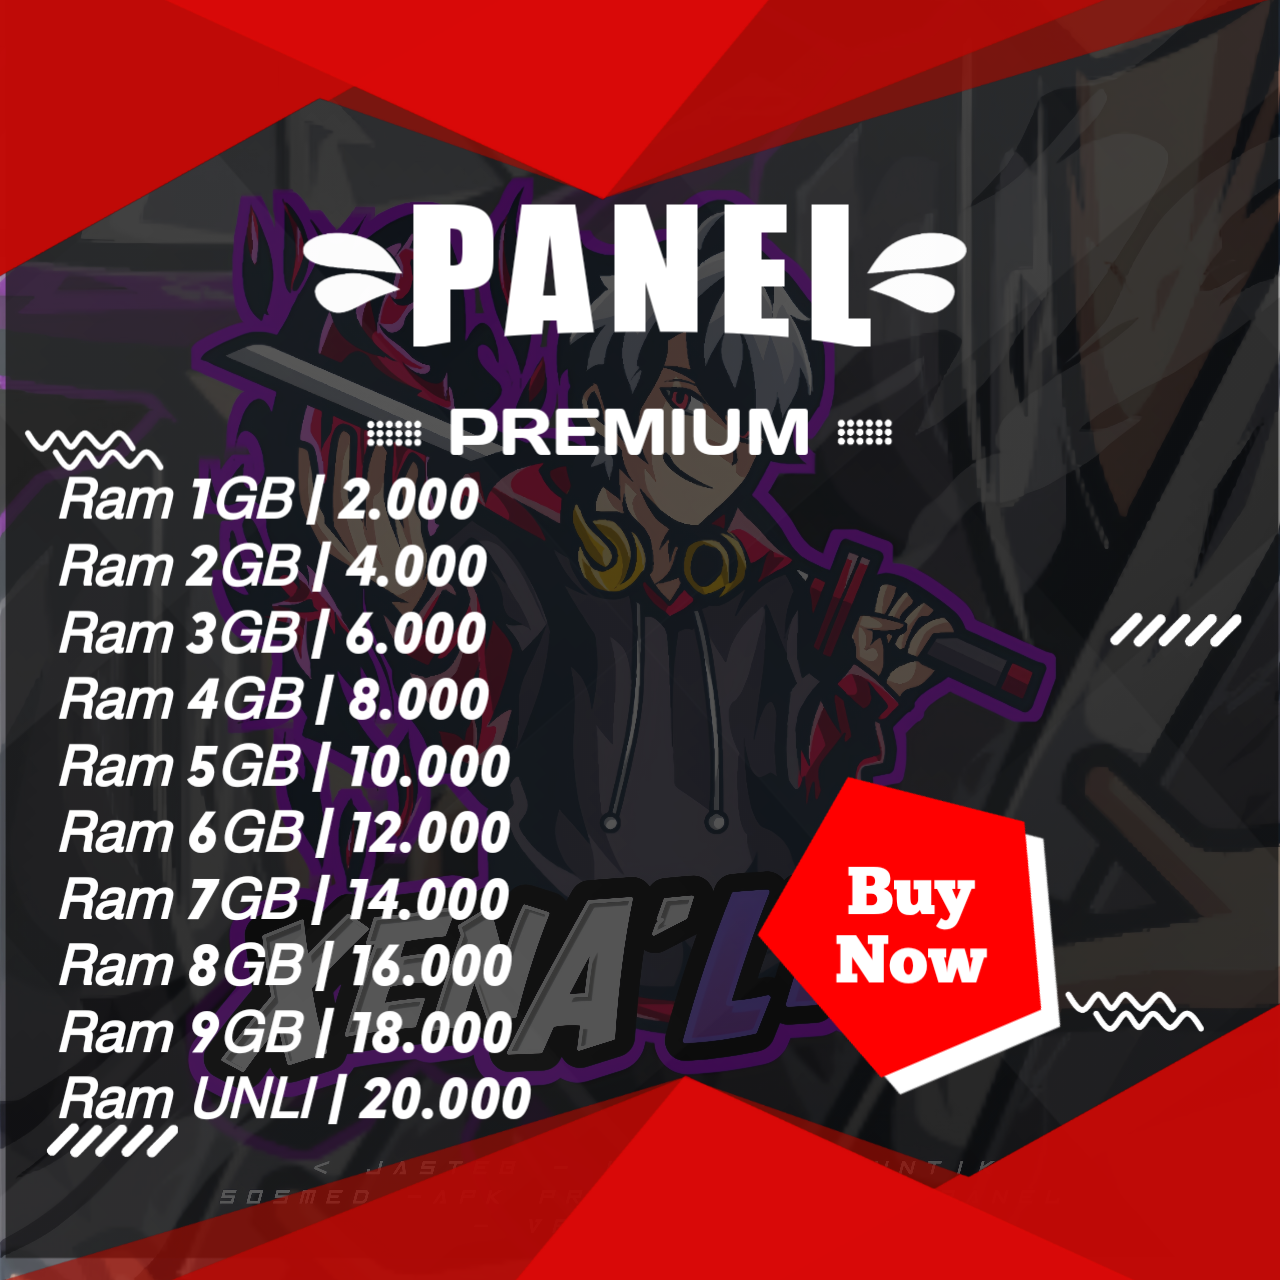 PANEL
PREMIUM
Ram 1GB | 2.000
Ram 2GB | 4.000
Ram 3GB | 6.000
Ram 4GB | 8.000
Ram 5GB | 10.000
Ram 6GB | 12.000
Ram 7GB | 14.000
Ram 8GB | 16.000
Ram 9GB | 18.000
Ram UNLI | 20.000
Buy
Now
XENA'L
SOSMED